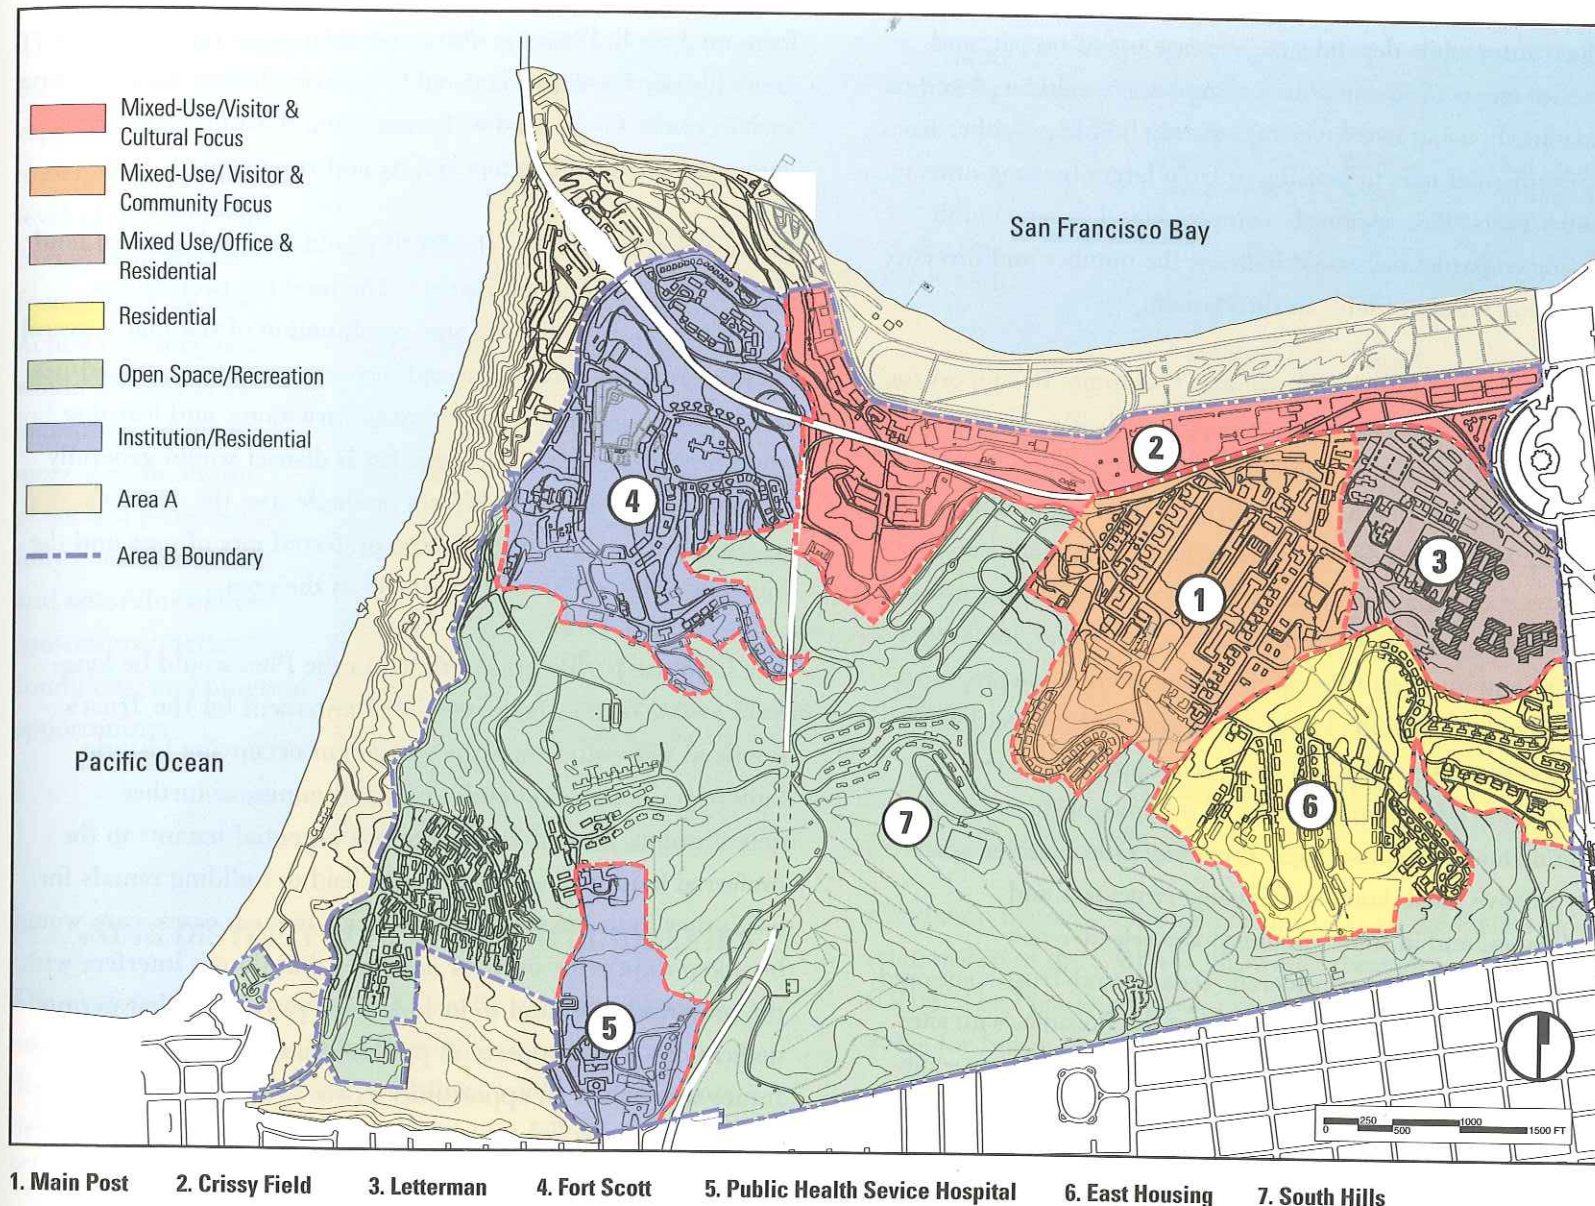 Mixed-Use/Visitor &
Cultural Focus
Mixed-Use/ Visitor &
Community Focus
Mixed Use/Office &
Residential
Residential
Open Space/Recreation
Institution/Residential
Area A
Area B Boundary
San Francisco Bay
Pacific Ocean
2
4
3
1
6
7
5
250
1000
0
500
1500 FT
1. Main Post
2. Crissy Field
3. Letterman
4. Fort Scott
5. Public Health Sevice Hospital
6. East Housing
7. South Hills